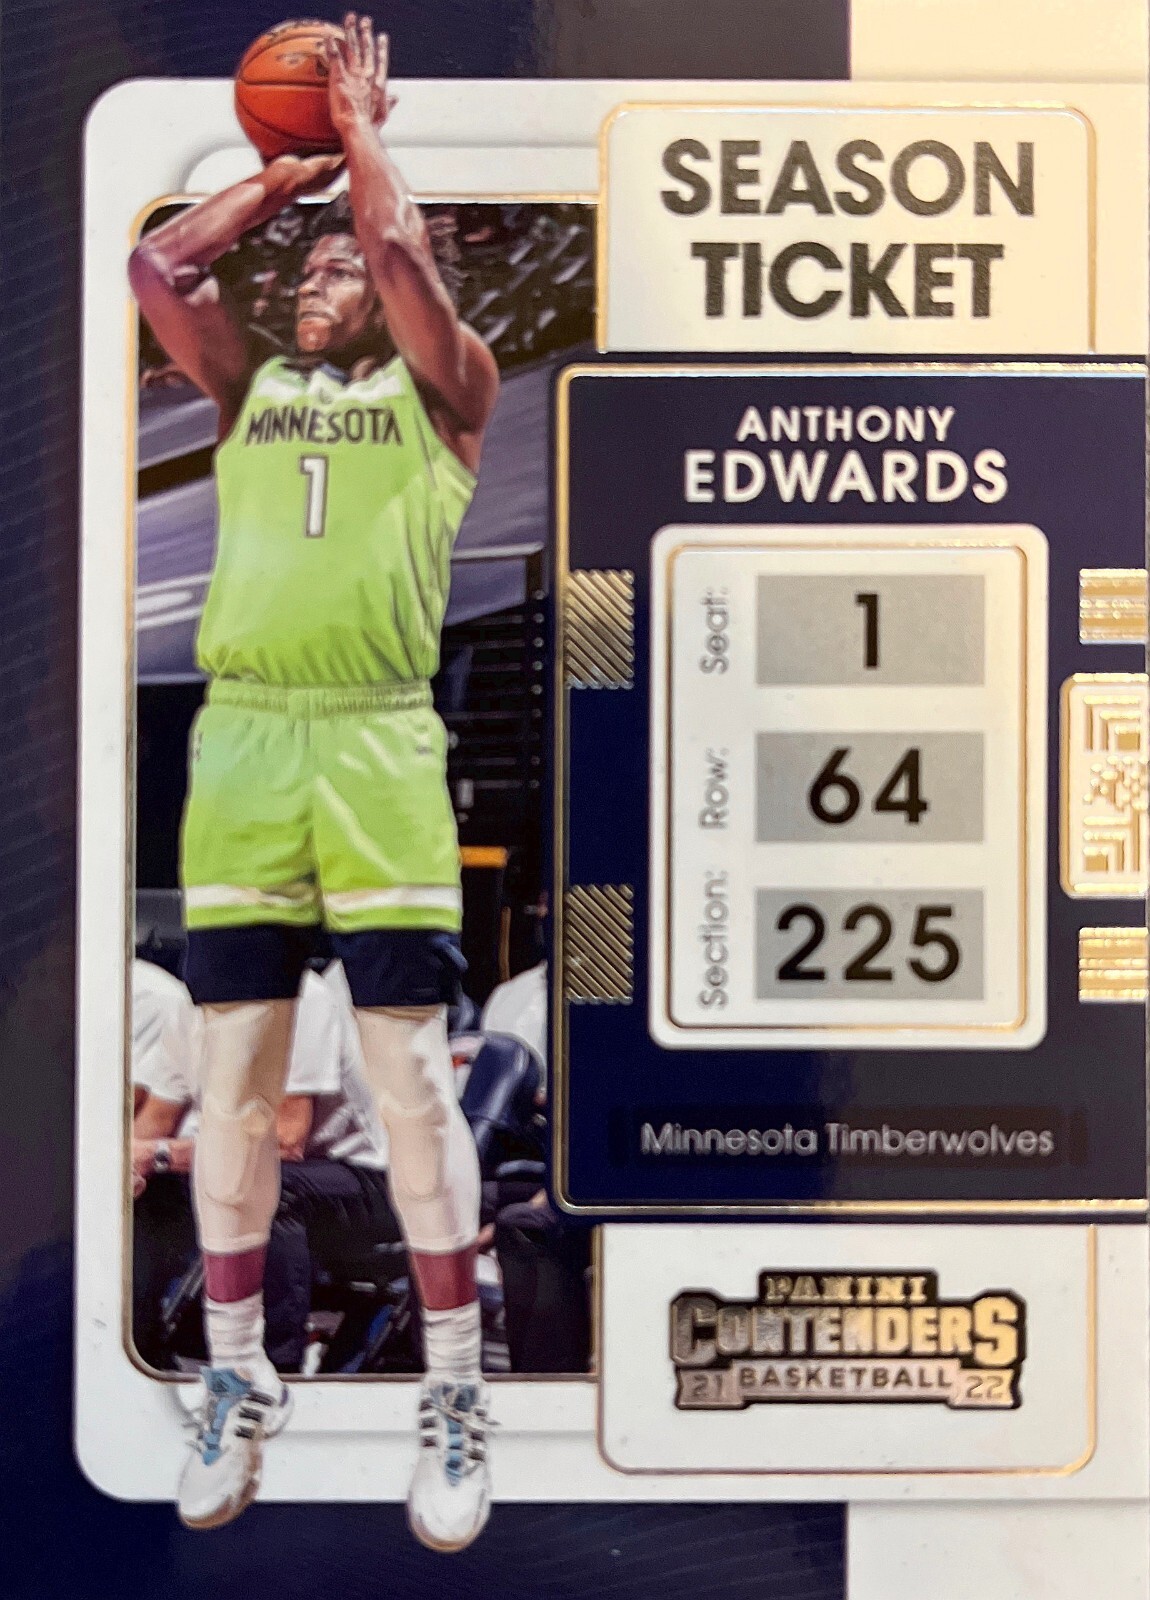 SEASON
TICKET
ANTHONY
EDWARDS
MINNESOTA
1
Seat:
1
Row:
64
Section:
225
Minnesota Timberwolves
PANINI
CONTENDERS
21 BASKETBALL 22